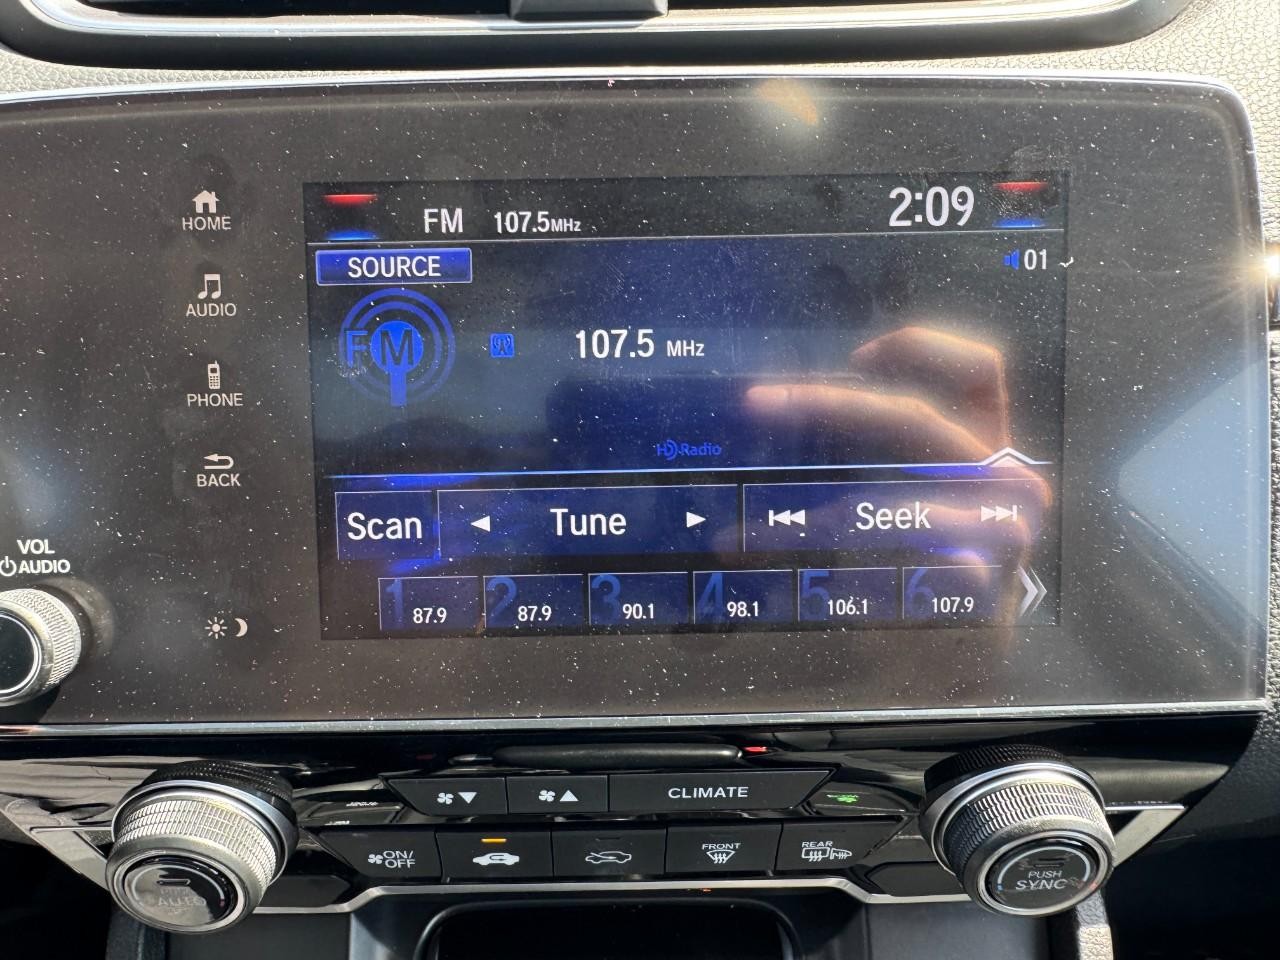 HOME
AUDIO
PHONE
BACK
VOL
AUDIO
FM 107.5MHz 2:09
SOURCE
01
FM
107.5 MHz
HD Radio
Scan Tune Seek
1 87.9 2 87.9 3 90.1 4 98.1 5 106.1 6 107.9
CLIMATE
ON/OFF
FRONT
REAR
AUTO
PUSH
SYNC